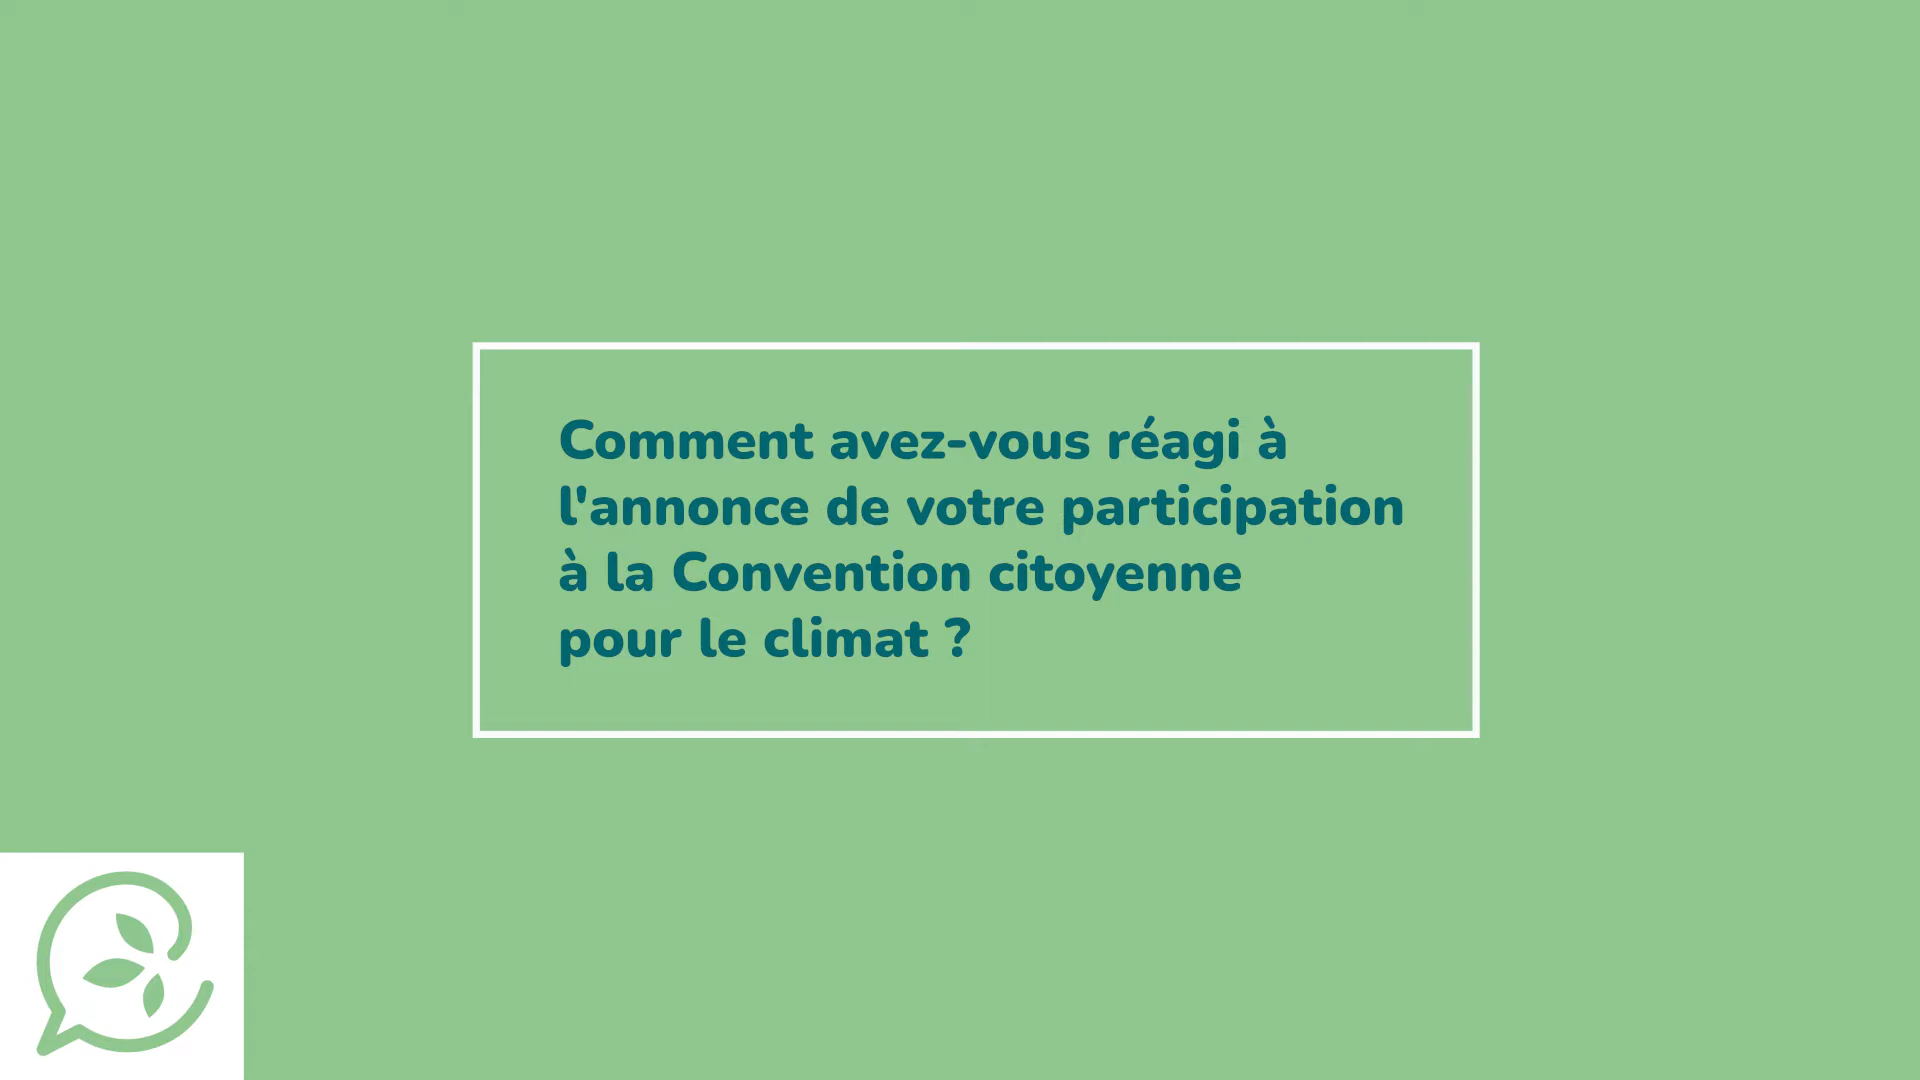 Comment avez-vous réagi à
l'annonce de votre participation
à la Convention citoyenne
pour le climat ?